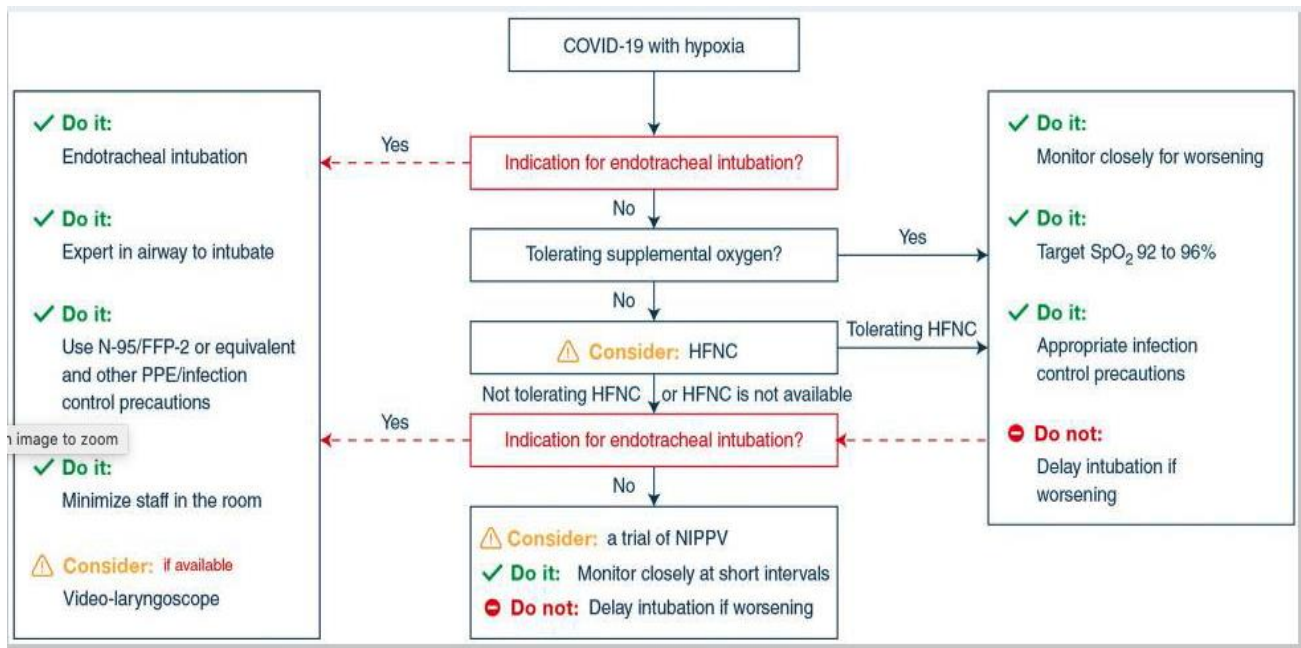 COVID-19 with hypoxia
Indication for endotracheal intubation?
Yes
No
Tolerating supplemental oxygen?
Yes
No
Consider: HFNC
Tolerating HFNC
Not tolerating HFNC or HFNC is not available
Indication for endotracheal intubation?
Yes
No
Consider: a trial of NIPPV
Do it: Monitor closely at short intervals
Do not: Delay intubation if worsening
Do it:
Endotracheal intubation
Do it:
Expert in airway to intubate
Do it:
Use N-95/FFP-2 or equivalent
and other PPE/infection
control precautions
image to zoom
Do it:
Minimize staff in the room
Consider: if available
Video-laryngoscope
Do it:
Monitor closely for worsening
Do it:
Target SpO₂ 92 to 96%
Do it:
Appropriate infection
control precautions
Do not:
Delay intubation if
worsening